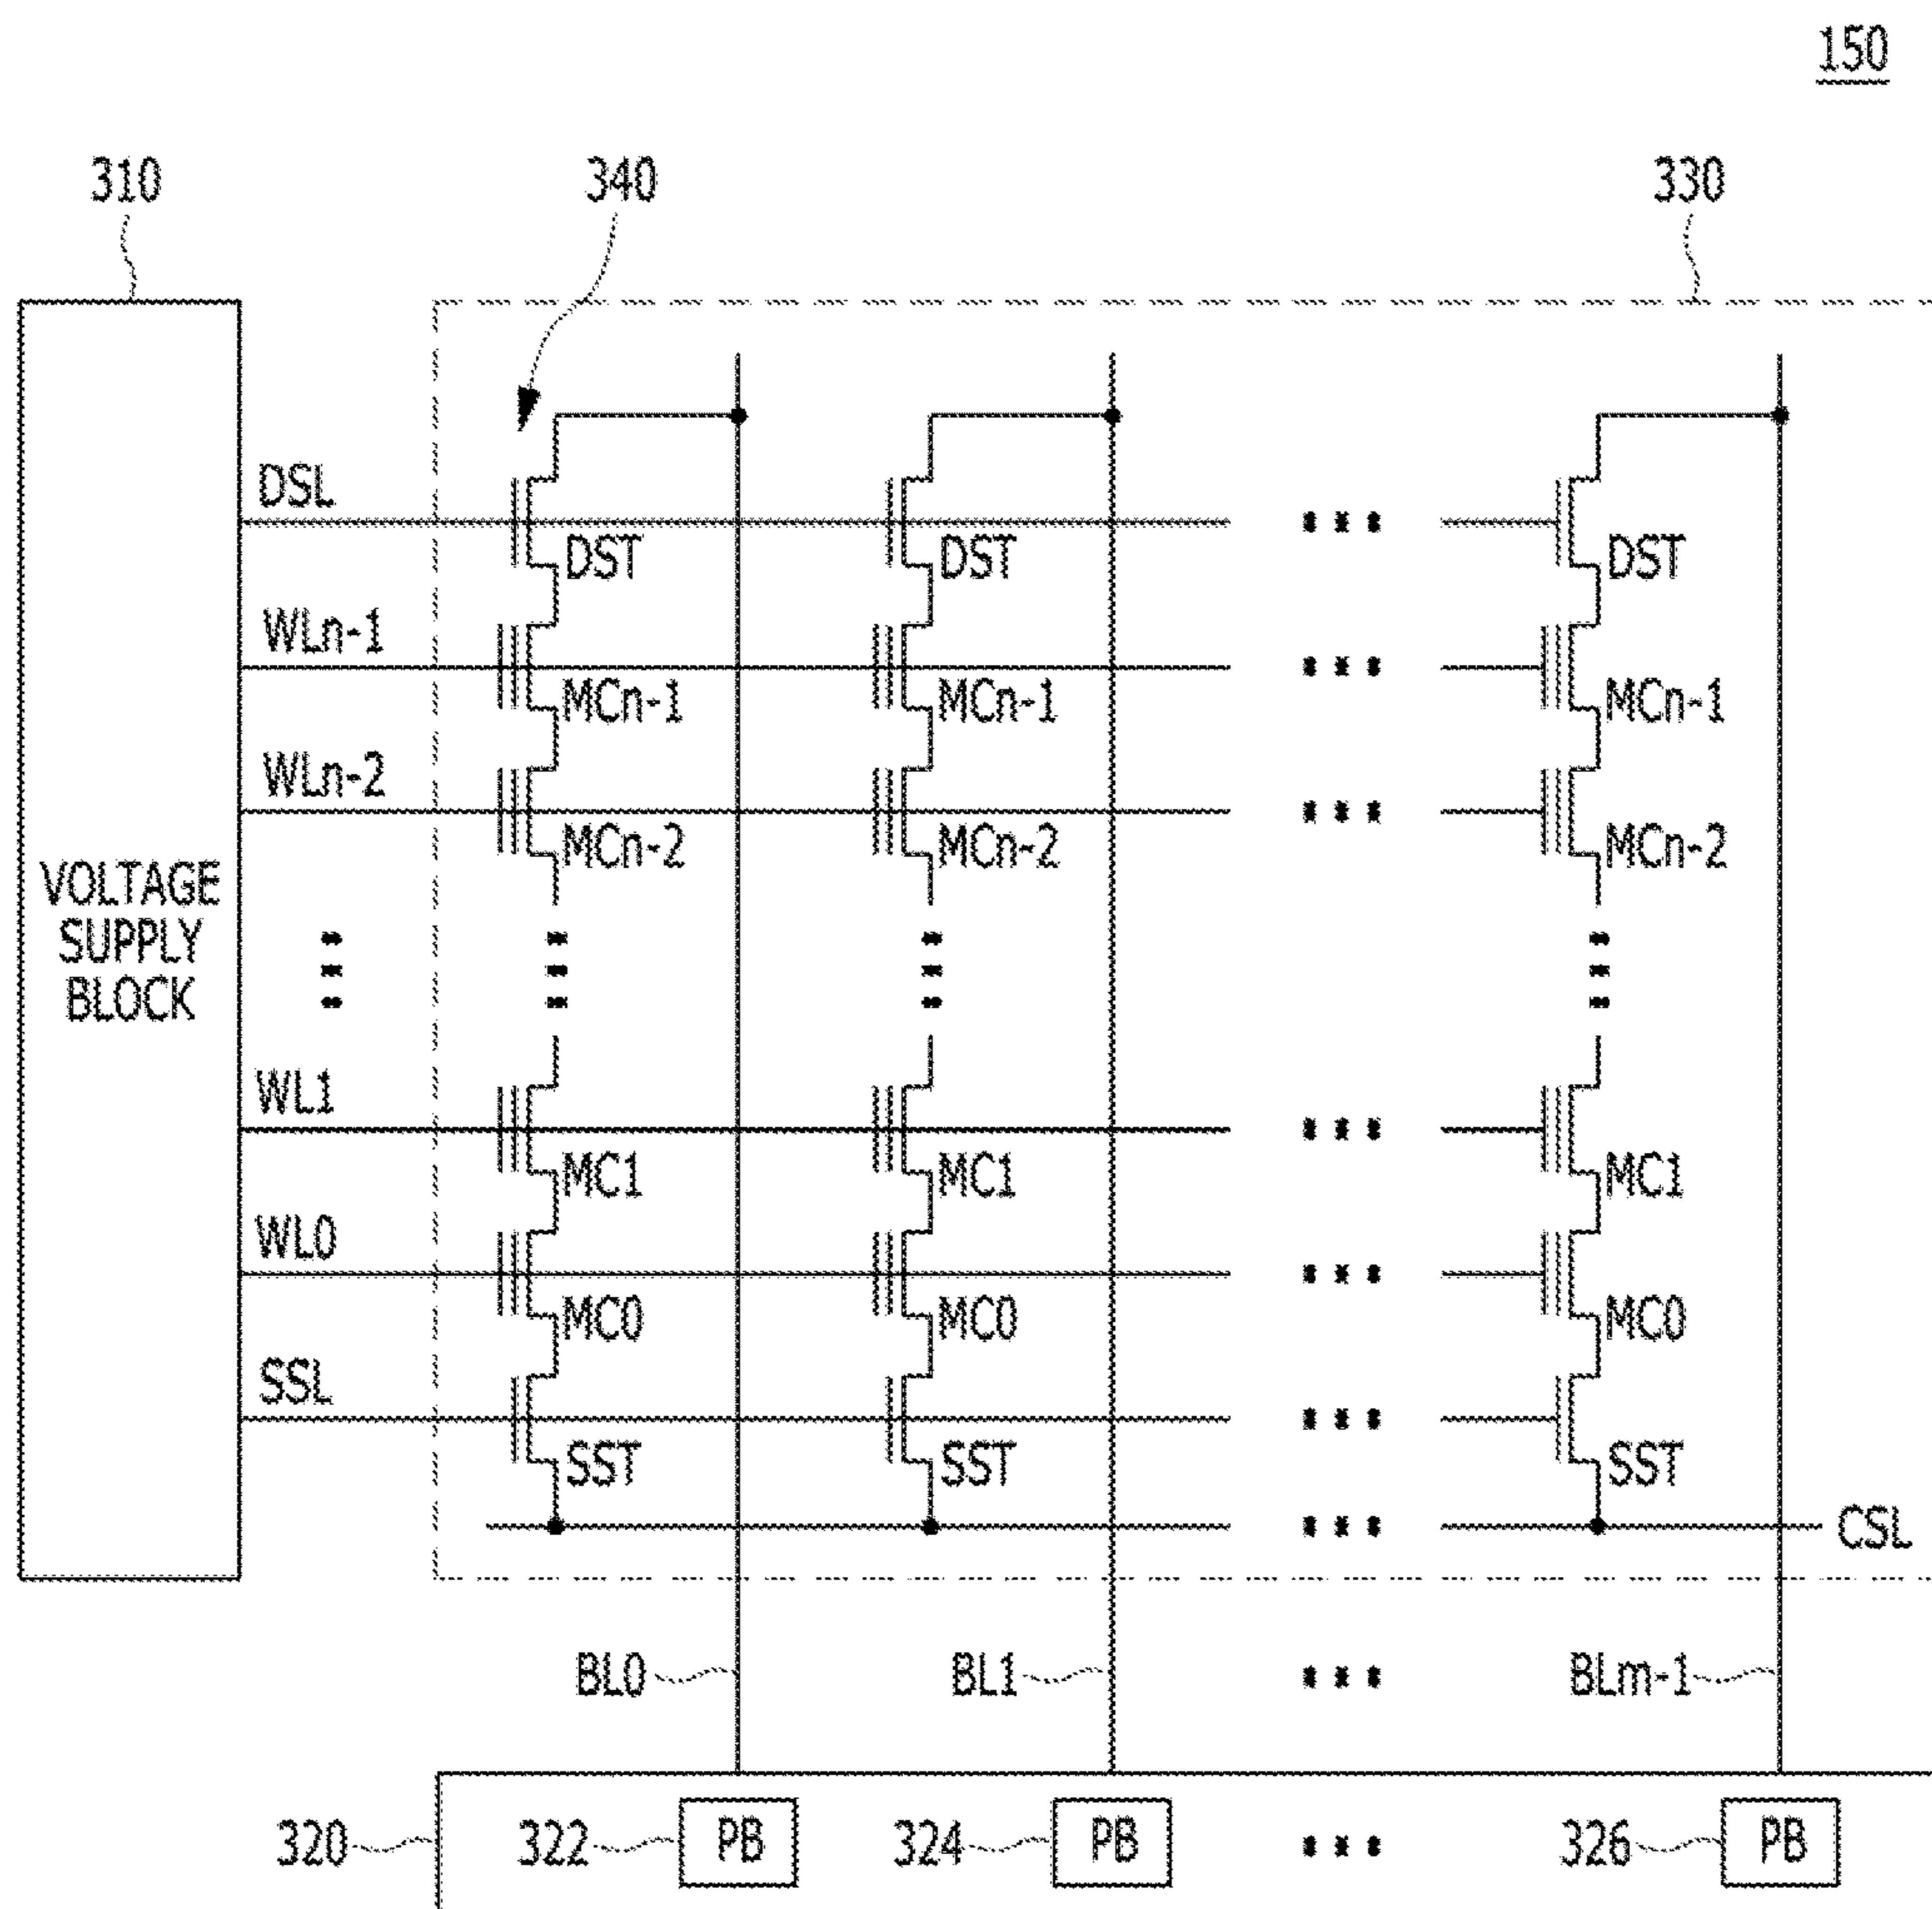 150
310 340 330
DSL
DST DST DST
WLn-1
MCn-1 MCn-1 MCn-1
WLn-2
MCn-2 MCn-2 MCn-2
VOLTAGE
SUPPLY
BLOCK
WL1
MC1 MC1 MC1
WL0
MC0 MC0 MC0
SSL
SST SST SST
CSL
BL0 BL1 BLm-1
320 322 PB 324 PB 326 PB